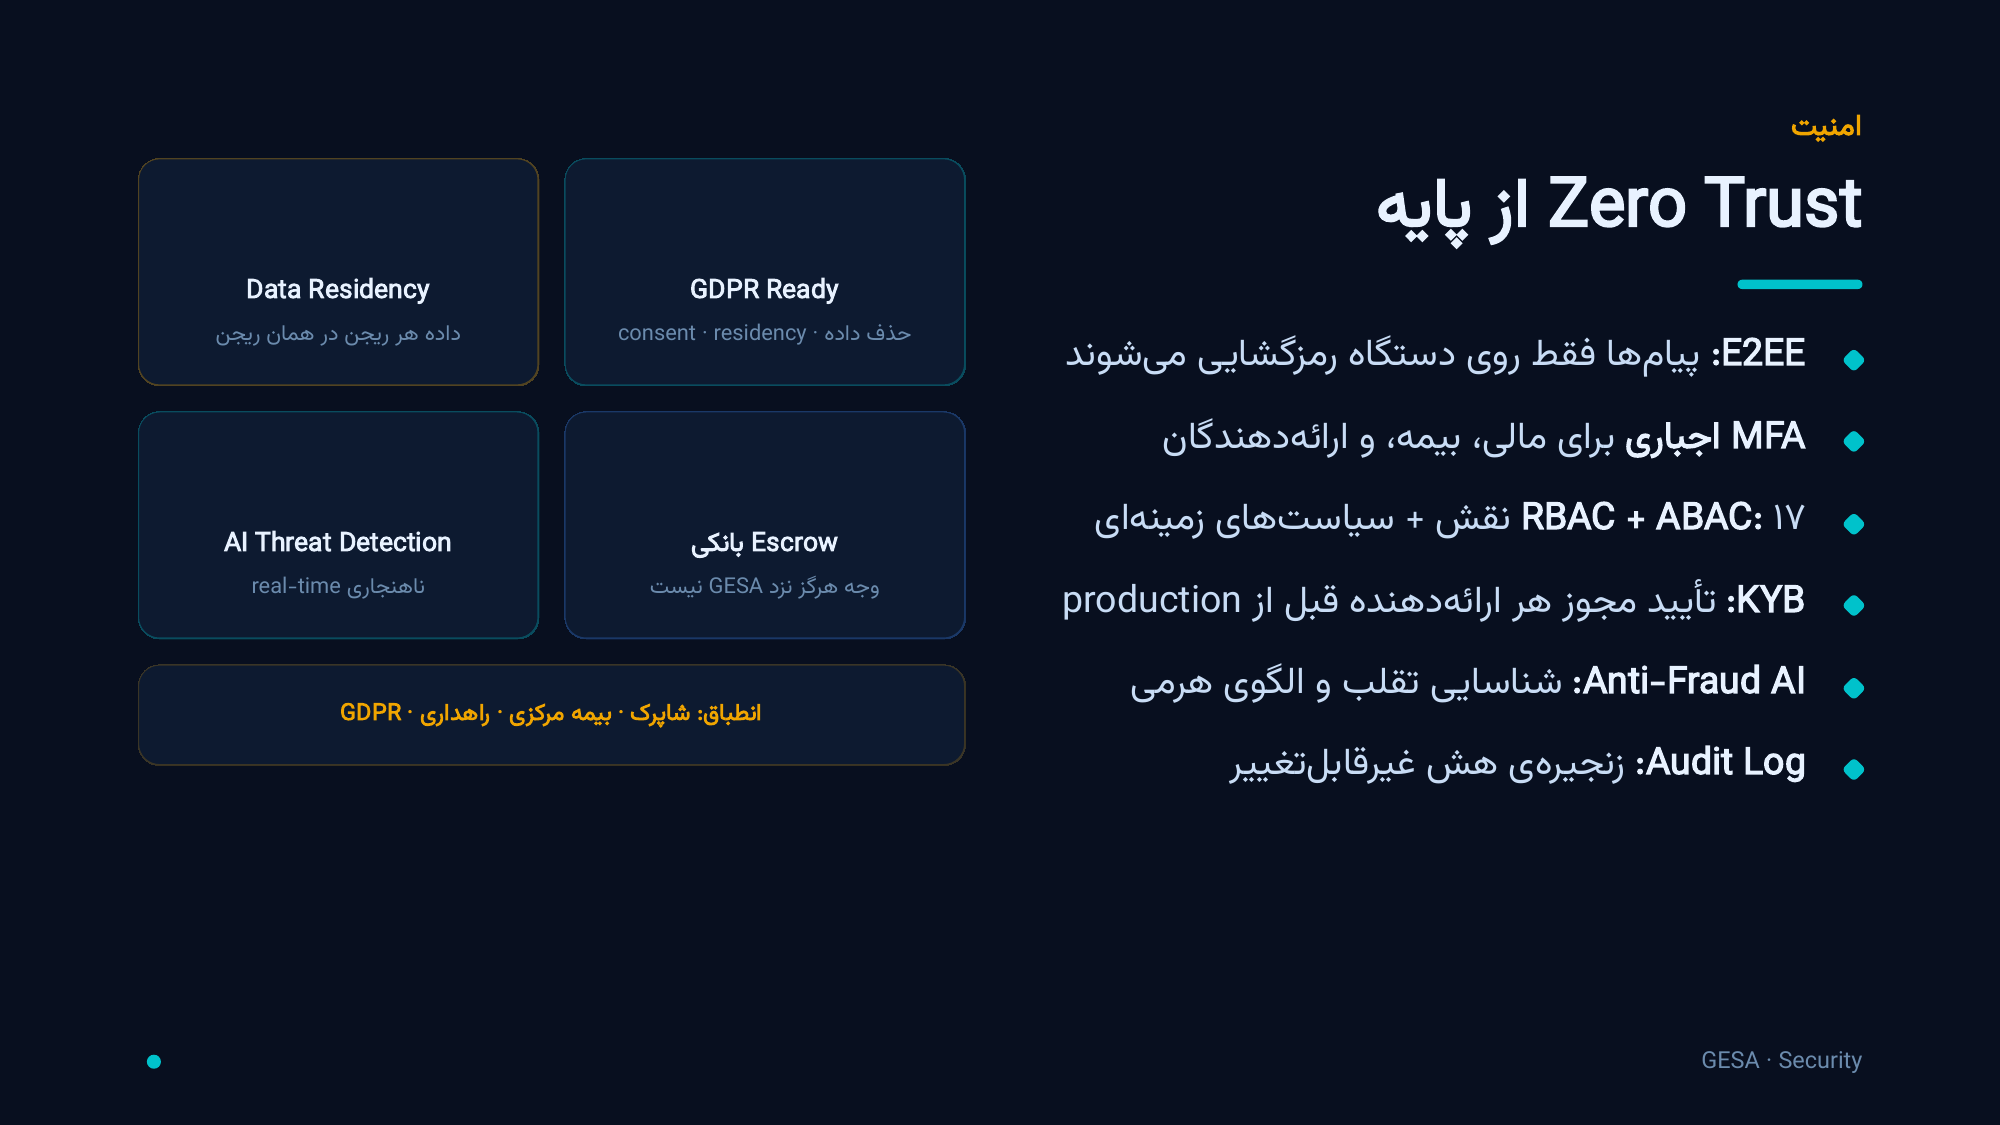 امنیت
Zero Trust از پایه
E2EE: پیام‌ها فقط روی دستگاه رمزگشایی می‌شوند
MFA اجباری برای مالی، بیمه، و ارائه‌دهندگان
RBAC + ABAC: ۱۷ نقش + سیاست‌های زمینه‌ای
KYB: تأیید مجوز هر ارائه‌دهنده قبل از production
Anti-Fraud AI: شناسایی تقلب و الگوی هرمی
Audit Log: زنجیره‌ی هش غیرقابل‌تغییر
GDPR Ready
حذف داده · consent · residency
Data Residency
داده هر ریجن در همان ریجن
Escrow بانکی
وجه هرگز نزد GESA نیست
AI Threat Detection
ناهنجاری real-time
انطباق: شاپرک · بیمه مرکزی · راهداری · GDPR
GESA · Security